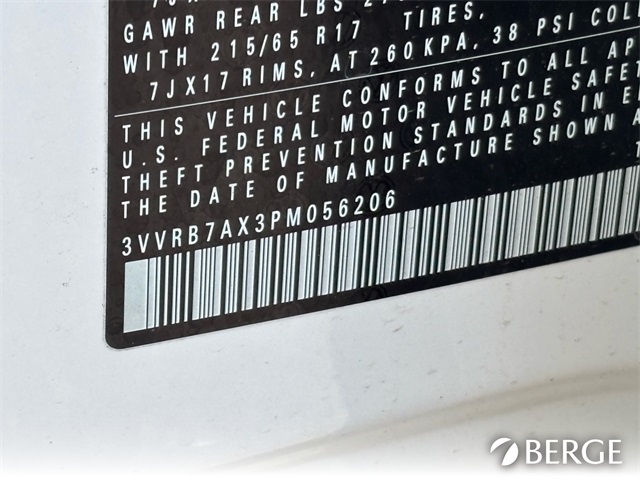 GAWR REAR LBS
WITH 215/65 R17 TIRES,
7JX17 RIMS, AT 260 KPA, 38 PSI COL
THIS VEHICLE CONFORMS TO ALL AP
U.S. FEDERAL MOTOR VEHICLE SAFET
THEFT PREVENTION STANDARDS IN E
THE DATE OF MANUFACTURE SHOWN A
3VVRB7AX3PM056206
BERGE